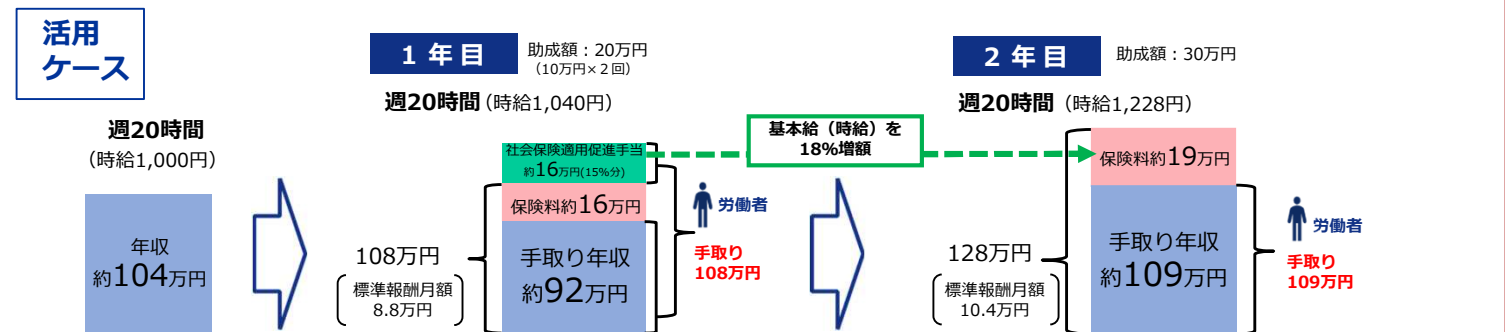 活用
ケース
週20時間
（時給1,000円）
年収
約104万円
１年目
助成額：20万円
（10万円×２回）
週20時間（時給1,040円）
社会保険適用促進手当
約16万円(15%分)
保険料約16万円
手取り年収
約92万円
108万円
標準報酬月額
8.8万円
労働者
手取り
108万円
基本給（時給）を
18%増額
２年目
助成額：30万円
週20時間（時給1,228円）
保険料約19万円
手取り年収
約109万円
128万円
標準報酬月額
10.4万円
労働者
手取り
109万円